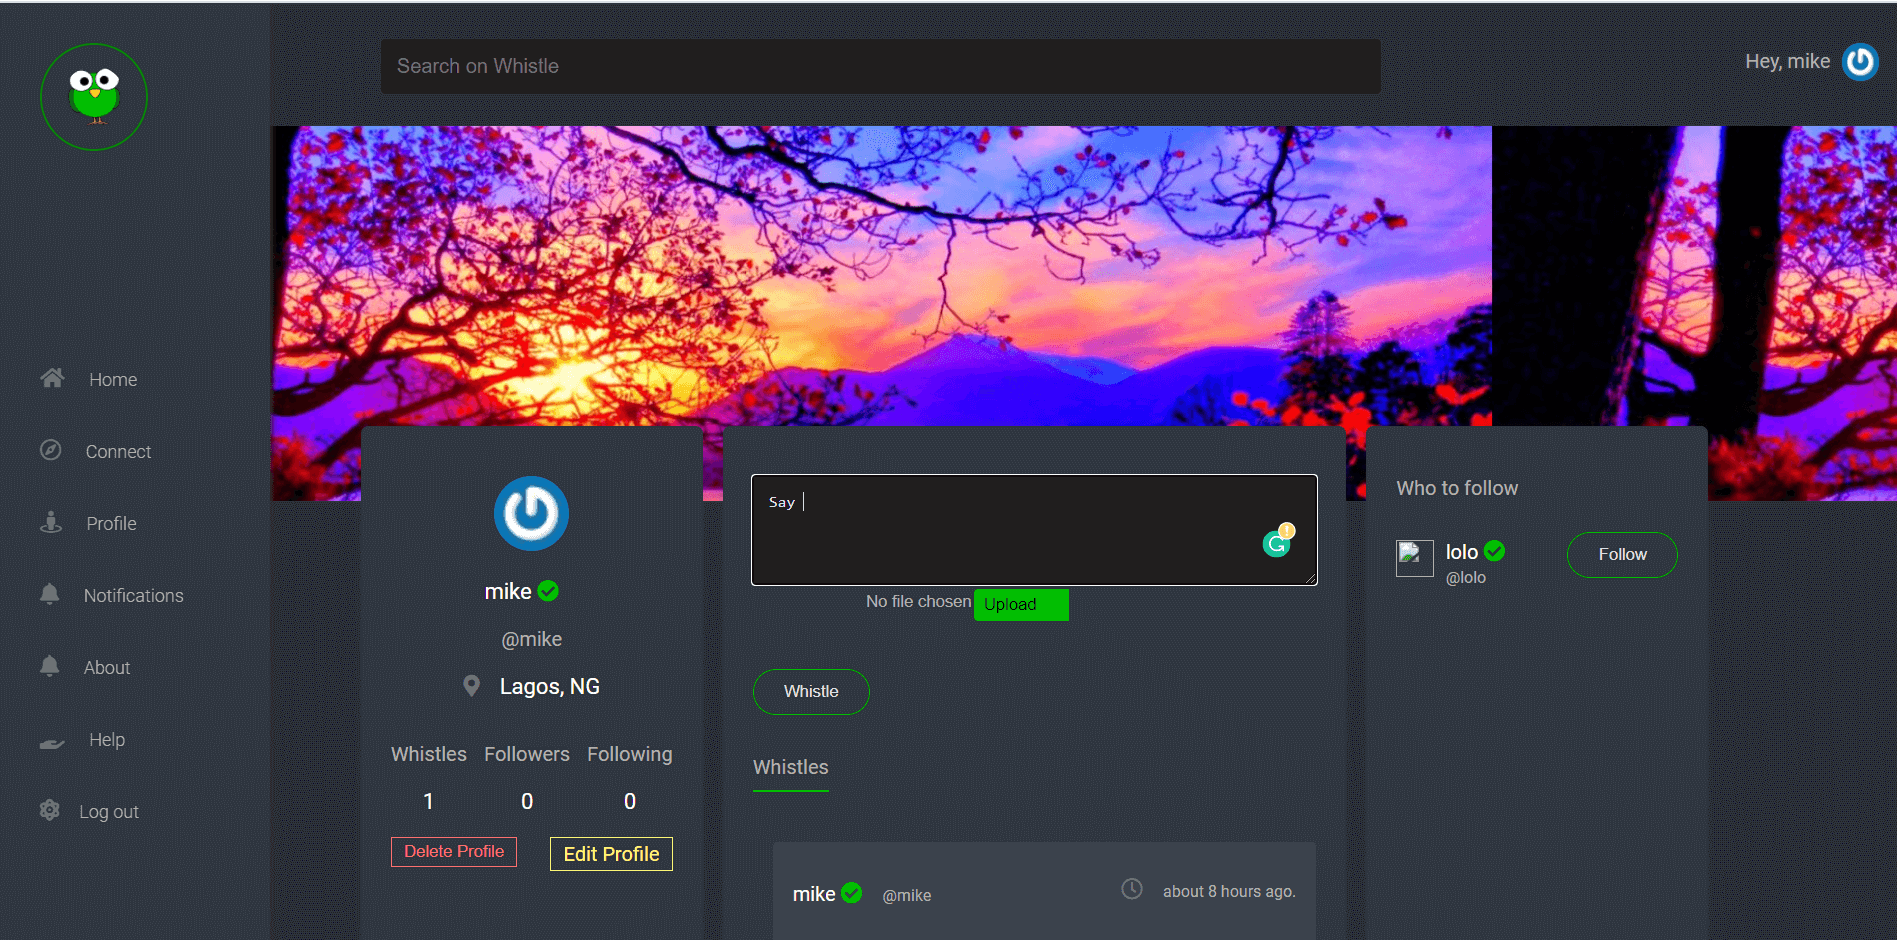 Search on Whistle
Hey, mike
Home
Connect
Profile
Notifications
About
Help
Log out
mike
@mike
Lagos, NG
Whistles Followers Following
1 0 0
Delete Profile Edit Profile
Say
No file chosen Upload
Whistle
Whistles
mike @mike about 8 hours ago.
Who to follow
lolo
@lolo
Follow